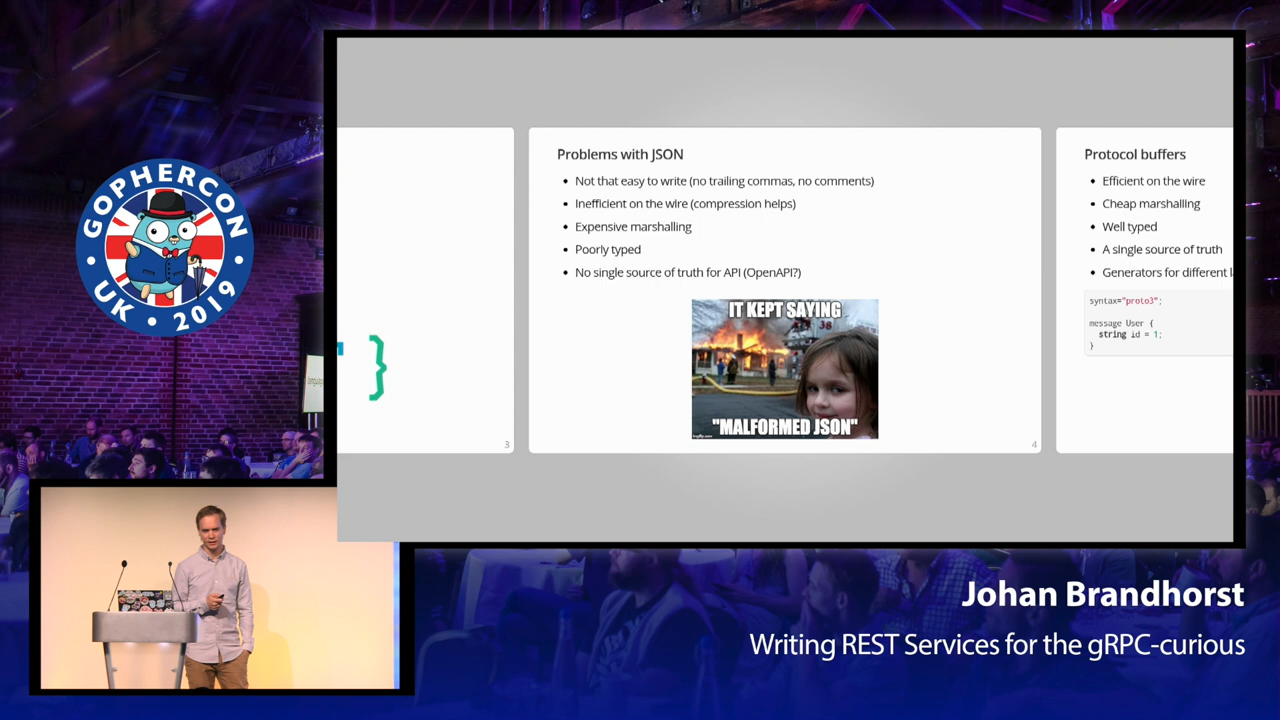 GOPHERCON
UK • 2019
}
3
Problems with JSON
• Not that easy to write (no trailing commas, no comments)
• Inefficient on the wire (compression helps)
• Expensive marshalling
• Poorly typed
• No single source of truth for API (OpenAPI?)
IT KEPT SAYING
38
"MALFORMED JSON"
imgflip.com
4
Protocol buffers
• Efficient on the wire
• Cheap marshalling
• Well typed
• A single source of truth
• Generators for different
syntax="proto3";
message User {
string id = 1;
}
Johan Brandhorst
Writing REST Services for the gRPC-curious